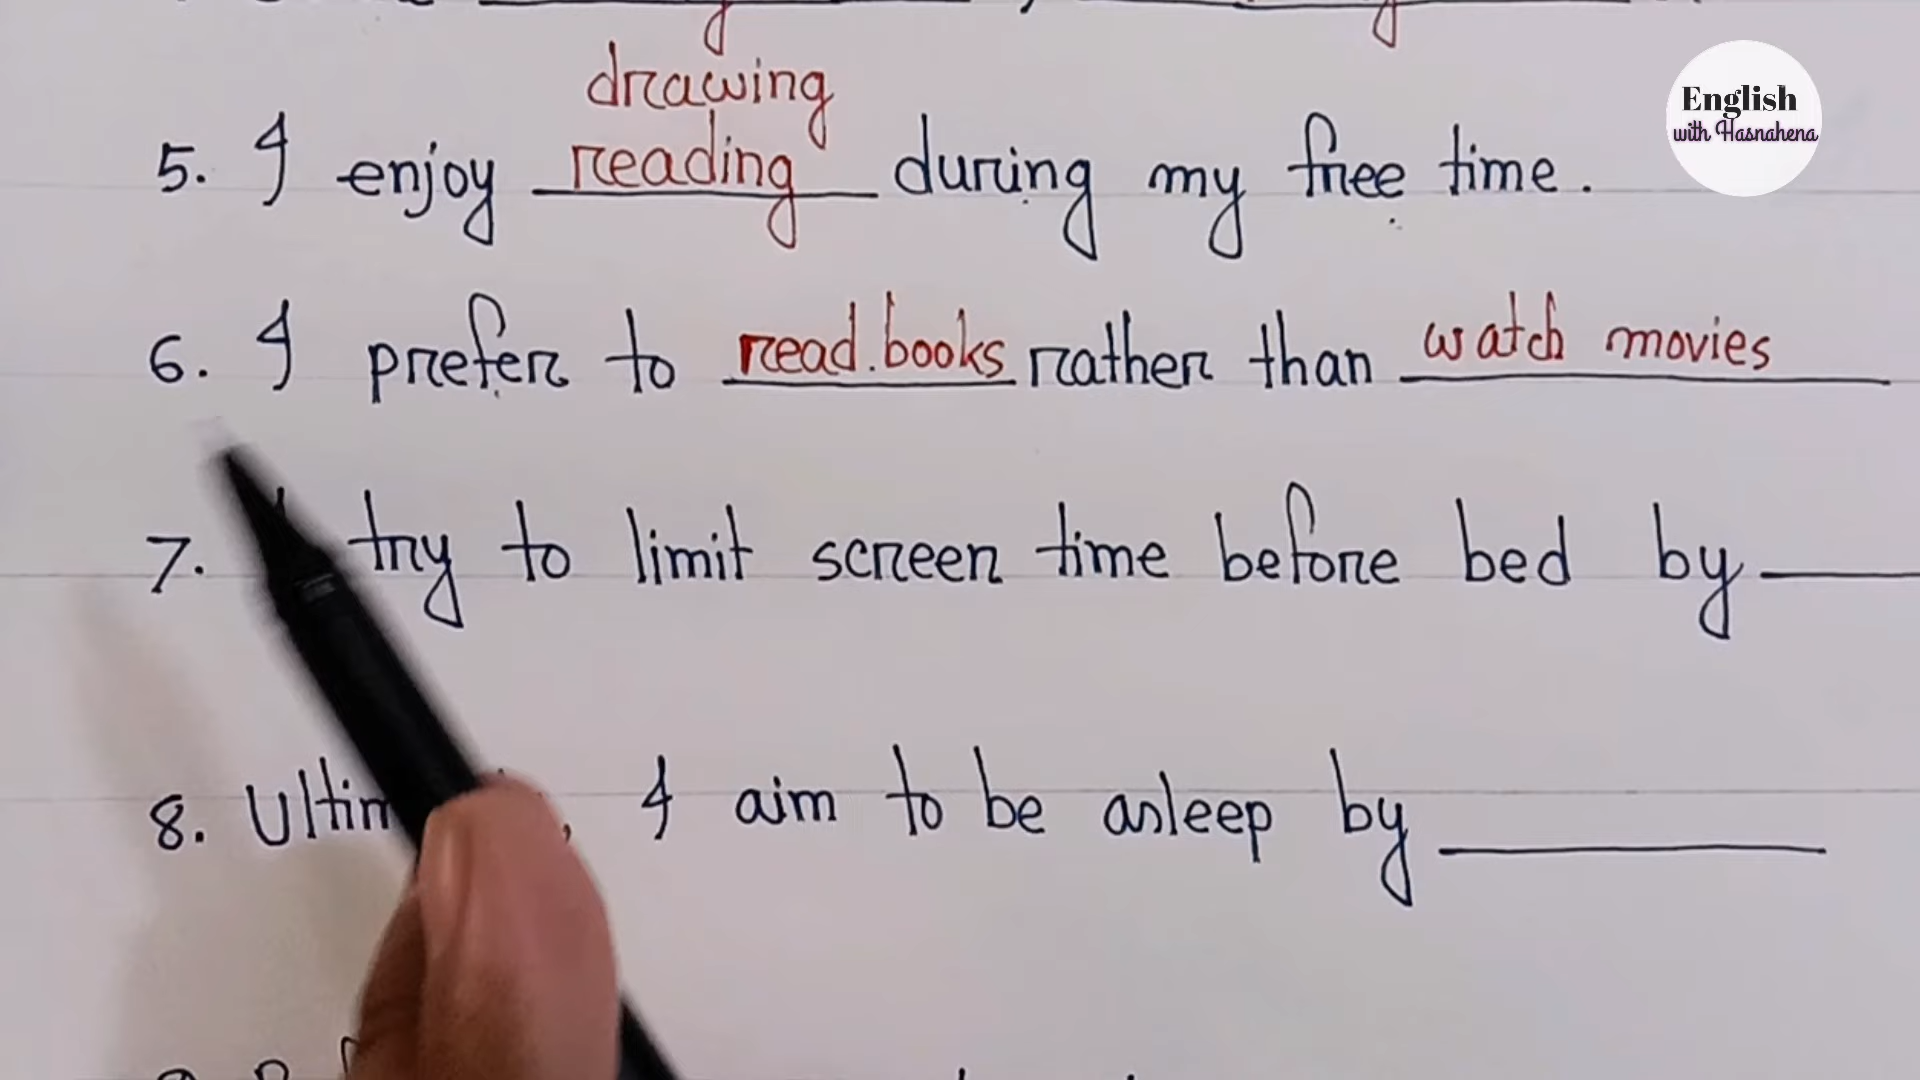 drawing
5. I enjoy reading during my free time.
6. I prefer to read books rather than watch movies
7. I try to limit screen time before bed by
8. I aim to be asleep by
English
with Hasnahena